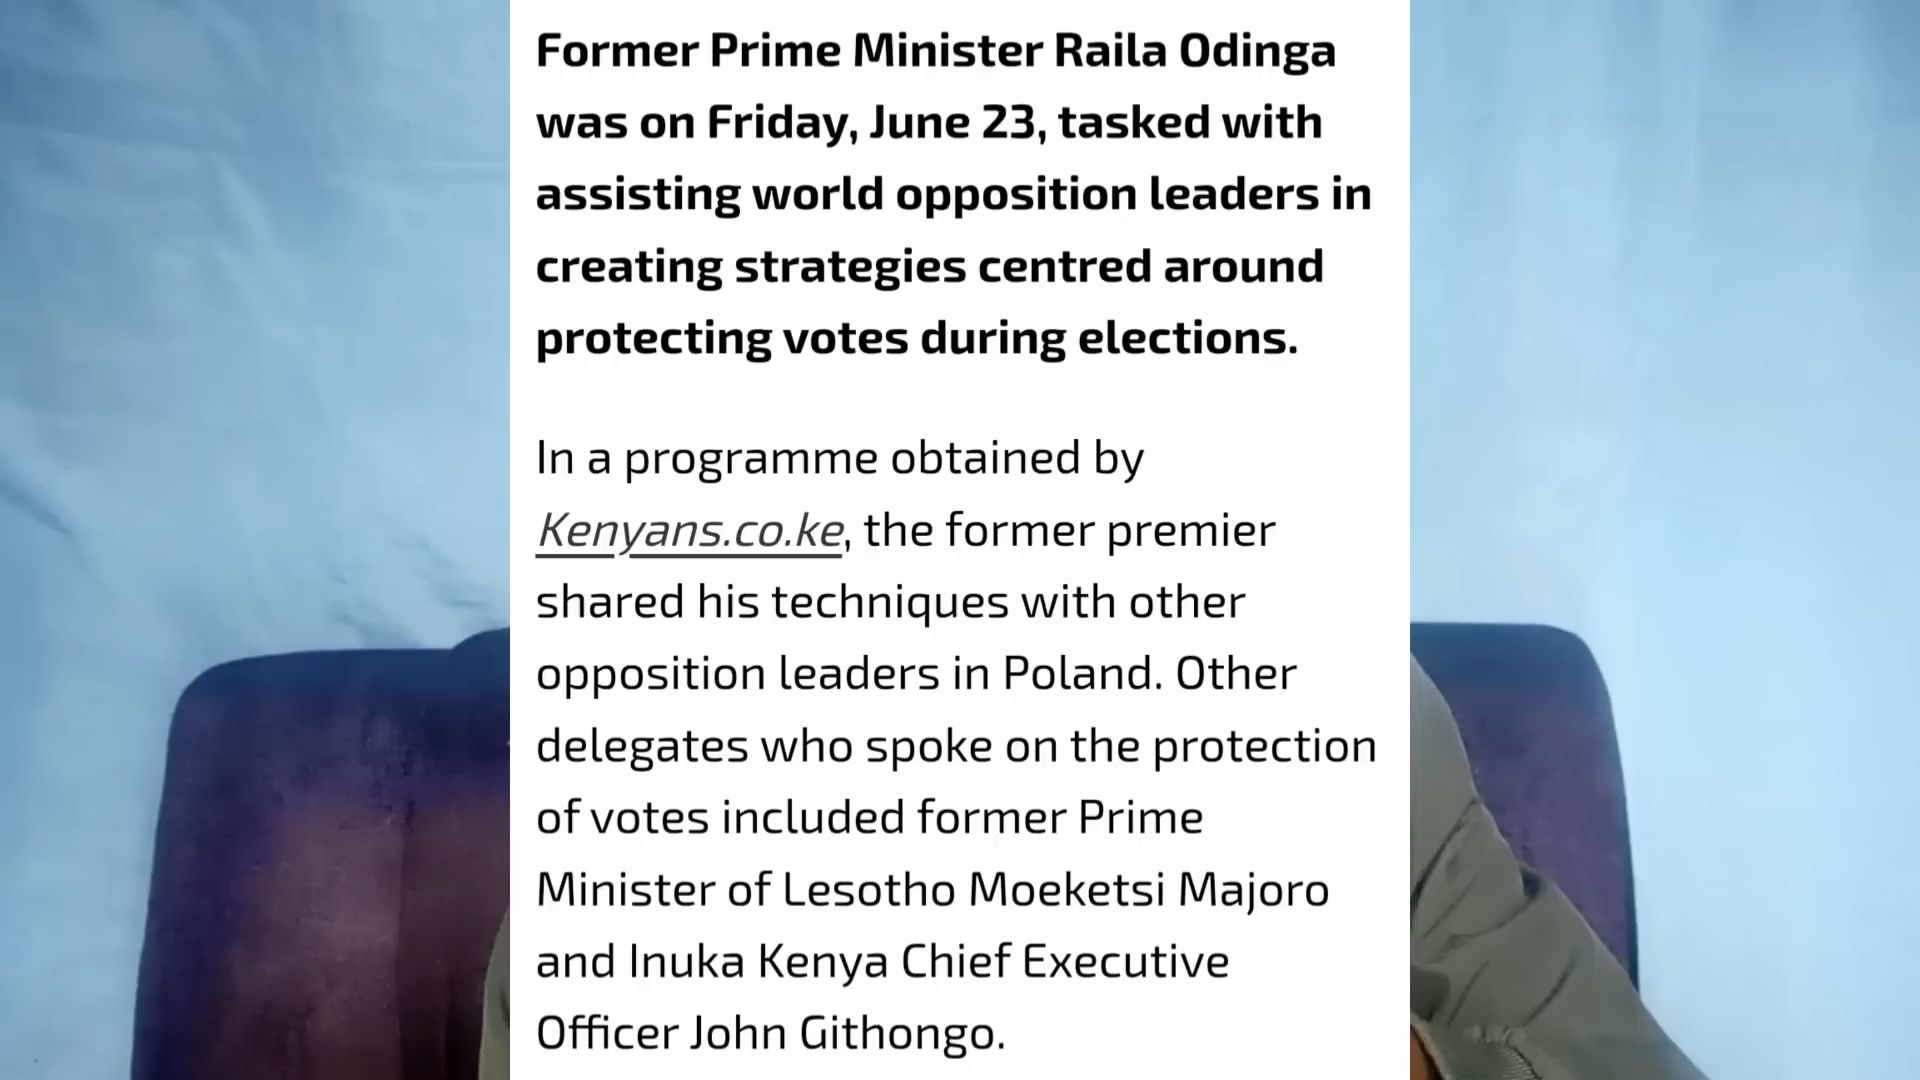 Former Prime Minister Raila Odinga
was on Friday, June 23, tasked with
assisting world opposition leaders in
creating strategies centred around
protecting votes during elections.
In a programme obtained by
Kenyans.co.ke, the former premier
shared his techniques with other
opposition leaders in Poland. Other
delegates who spoke on the protection
of votes included former Prime
Minister of Lesotho Moeketsi Majoro
and Inuka Kenya Chief Executive
Officer John Githongo.